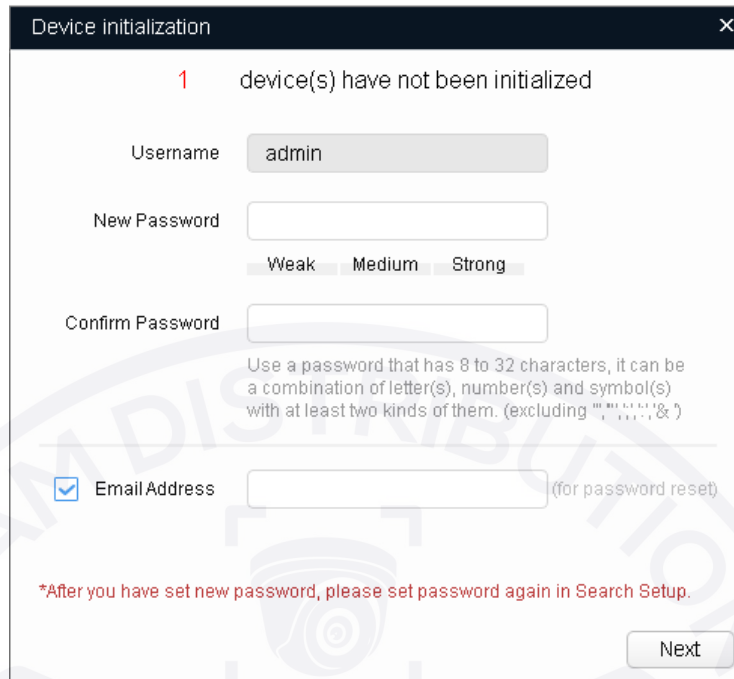 Device initialization
1 device(s) have not been initialized
Username admin
New Password
Weak Medium Strong
Confirm Password
Use a password that has 8 to 32 characters, it can be
a combination of letter(s), number(s) and symbol(s)
with at least two kinds of them. (excluding
Email Address (for password reset)
*After you have set new password, please set password again in Search Setup.
Next
AM DISTRIBUTION